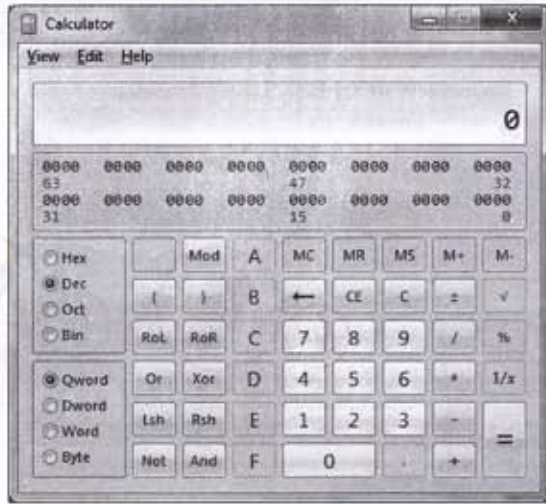 Calculator
View Edit Help
0
0000 0000 0000 0000 0000 0000 0000 0000
63 47 32
0000 0000 0000 0000 0000 0000 0000 0000
31 15 0
Hex Mod A MC MR MS M+ M-
Dec ( ) B ← CE C ± √
Oct
Bin RoL RoR C 7 8 9 / %
Qword Or Xor D 4 5 6 * 1/x
Dword Lsh Rsh E 1 2 3 - =
Word
Byte Not And F 0 . +